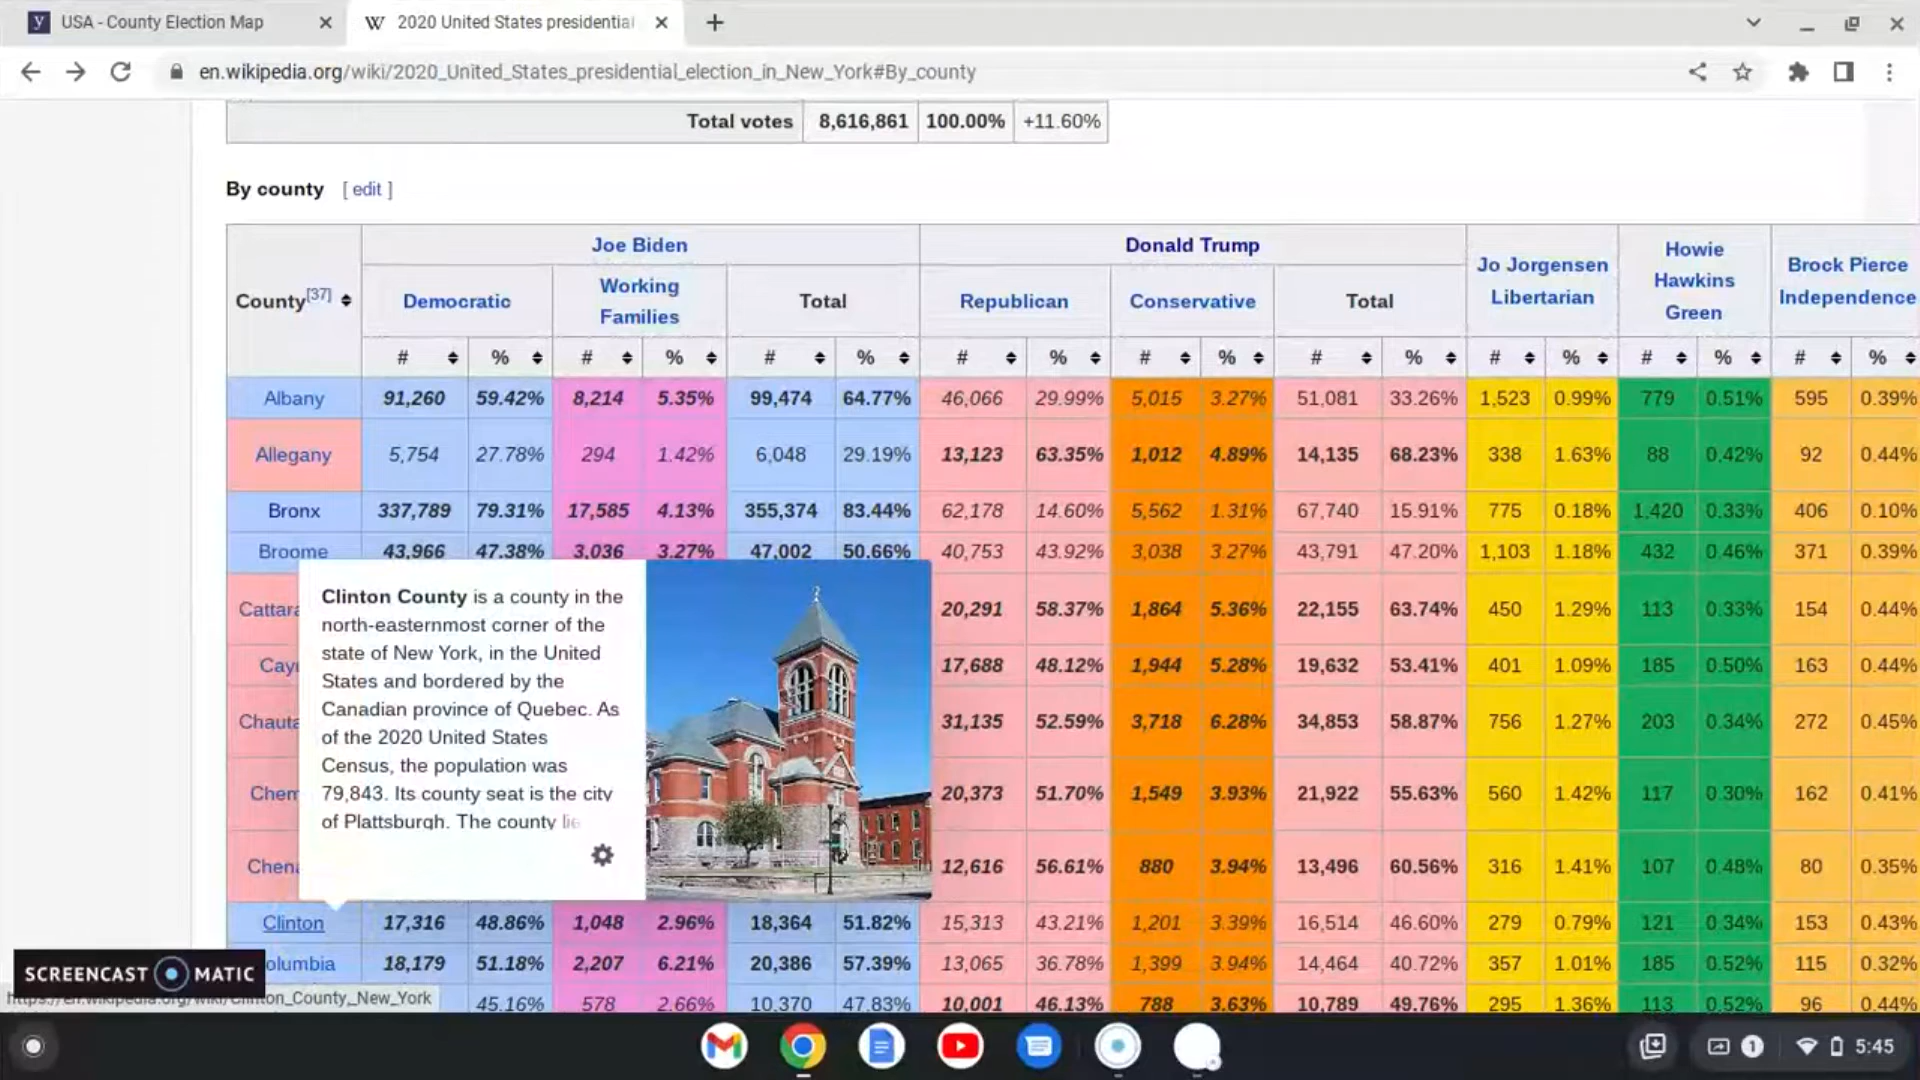 USA - County Election Map
2020 United States presidentia
en.wikipedia.org/wiki/2020_United_States_presidential_election_in_New_York#By_county
Total votes 8,616,861 100.00% +11.60%
By county [ edit ]
County[37] Joe Biden Donald Trump Jo Jorgensen Libertarian Howie Hawkins Green Brock Pierce Independence
Democratic Working Families Total Republican Conservative Total
# % # % # % # % # % # % # % # % # %
Albany 91,260 59.42% 8,214 5.35% 99,474 64.77% 46,066 29.99% 5,015 3.27% 51,081 33.26% 1,523 0.99% 779 0.51% 595 0.39%
Allegany 5,754 27.78% 294 1.42% 6,048 29.19% 13,123 63.35% 1,012 4.89% 14,135 68.23% 338 1.63% 88 0.42% 92 0.44%
Bronx 337,789 79.31% 17,585 4.13% 355,374 83.44% 62,178 14.60% 5,562 1.31% 67,740 15.91% 775 0.18% 1,420 0.33% 406 0.10%
Broome 43,966 47.38% 3,036 3.27% 47,002 50.66% 40,753 43.92% 3,038 3.27% 43,791 47.20% 1,103 1.18% 432 0.46% 371 0.39%
Cattara 20,291 58.37% 1,864 5.36% 22,155 63.74% 450 1.29% 113 0.33% 154 0.44%
Cayu 17,688 48.12% 1,944 5.28% 19,632 53.41% 401 1.09% 185 0.50% 163 0.44%
Chauta 31,135 52.59% 3,718 6.28% 34,853 58.87% 756 1.27% 203 0.34% 272 0.45%
Chem 20,373 51.70% 1,549 3.93% 21,922 55.63% 560 1.42% 117 0.30% 162 0.41%
Chena 12,616 56.61% 880 3.94% 13,496 60.56% 316 1.41% 107 0.48% 80 0.35%
Clinton County is a county in the
north-easternmost corner of the
state of New York, in the United
States and bordered by the
Canadian province of Quebec. As
of the 2020 United States
Census, the population was
79,843. Its county seat is the city
of Plattsburgh. The county lie
Clinton 17,316 48.86% 1,048 2.96% 18,364 51.82% 15,313 43.21% 1,201 3.39% 16,514 46.60% 279 0.79% 121 0.34% 153 0.43%
olumbia 18,179 51.18% 2,207 6.21% 20,386 57.39% 13,065 36.78% 1,399 3.94% 14,464 40.72% 357 1.01% 185 0.52% 115 0.32%
45.16% 578 2.66% 10,370 47.83% 10,001 46.13% 788 3.63% 10,789 49.76% 295 1.36% 113 0.52% 96 0.44%
SCREENCAST MATIC
https://en.wikipedia.org/wiki/Clinton_County_New_York
1 5:45